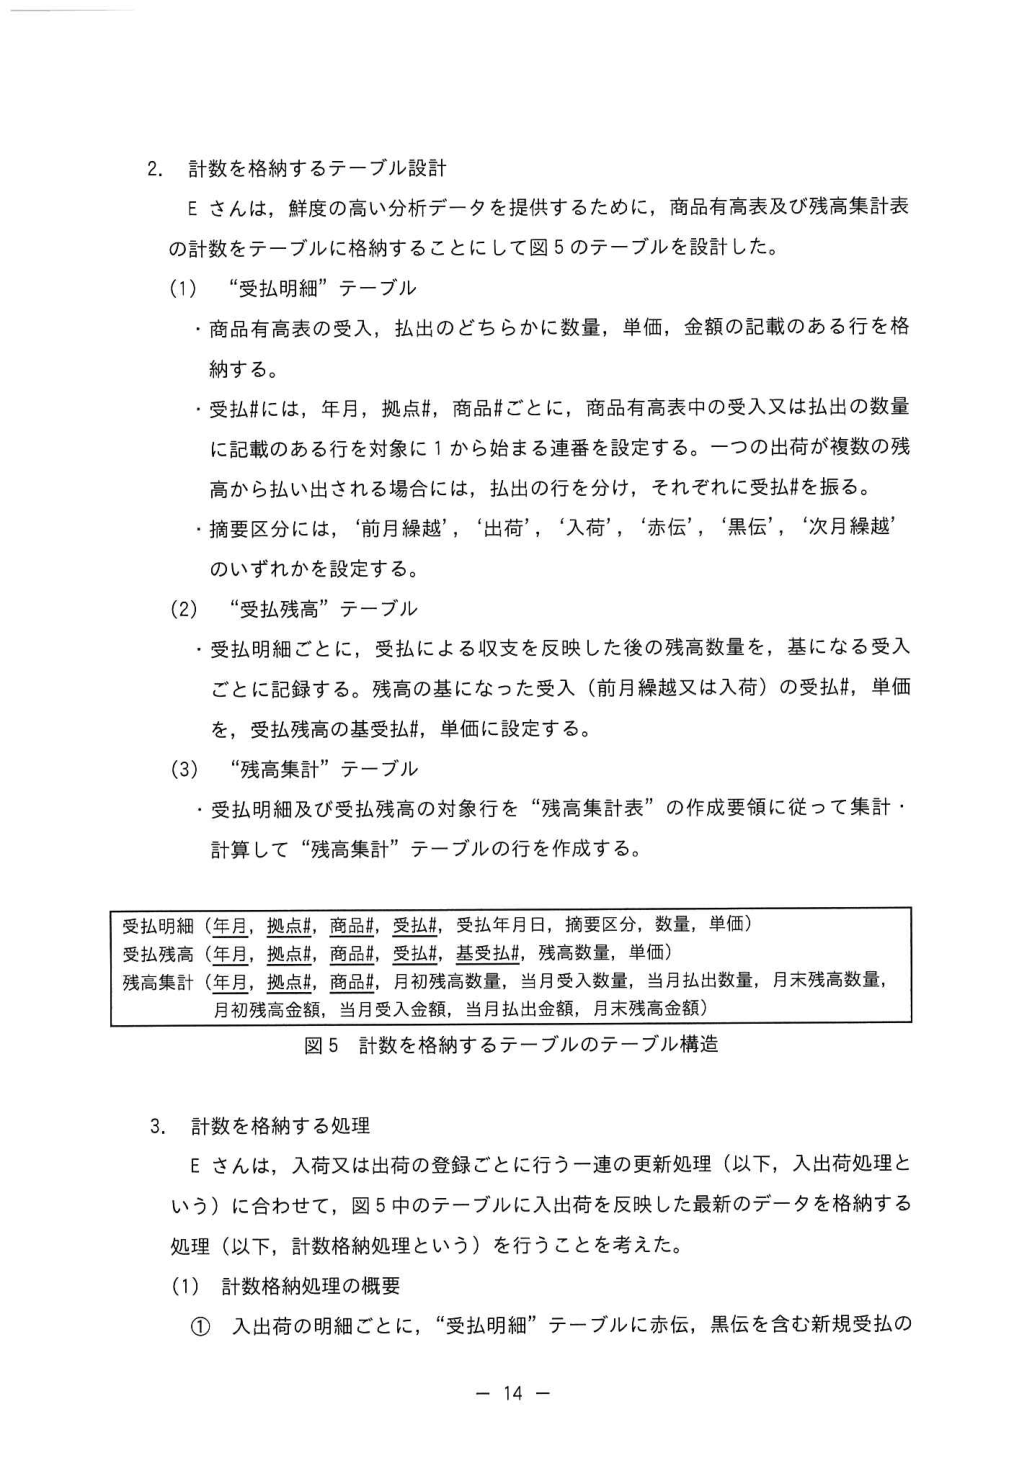 2. 計数を格納するテーブル設計
E さんは，鮮度の高い分析データを提供するために，商品有高表及び残高集計表
の計数をテーブルに格納することにして図5のテーブルを設計した。
(1) “受払明細”テーブル
・商品有高表の受入，払出のどちらかに数量，単価，金額の記載のある行を格
納する。
・受払#には，年月，拠点#，商品#ごとに，商品有高表中の受入又は払出の数量
に記載のある行を対象に1から始まる連番を設定する。一つの出荷が複数の残
高から払い出される場合には，払出の行を分け，それぞれに受払#を振る。
・摘要区分には，‘前月繰越’，‘出荷’，‘入荷’，‘赤伝’，‘黒伝’，‘次月繰越’
のいずれかを設定する。
(2) “受払残高”テーブル
・受払明細ごとに，受払による収支を反映した後の残高数量を，基になる受入
ごとに記録する。残高の基になった受入（前月繰越又は入荷）の受払#，単価
を，受払残高の基受払#，単価に設定する。
(3) “残高集計”テーブル
・受払明細及び受払残高の対象行を“残高集計表”の作成要領に従って集計・
計算して“残高集計”テーブルの行を作成する。
受払明細（年月，拠点#，商品#，受払#，受払年月日，摘要区分，数量，単価）
受払残高（年月，拠点#，商品#，受払#，基受払#，残高数量，単価）
残高集計（年月，拠点#，商品#，月初残高数量，当月受入数量，当月払出数量，月末残高数量，
月初残高金額，当月受入金額，当月払出金額，月末残高金額）
図5 計数を格納するテーブルのテーブル構造
3. 計数を格納する処理
E さんは，入荷又は出荷の登録ごとに行う一連の更新処理（以下，入出荷処理と
いう）に合わせて，図5中のテーブルに入出荷を反映した最新のデータを格納する
処理（以下，計数格納処理という）を行うことを考えた。
(1) 計数格納処理の概要
① 入出荷の明細ごとに，“受払明細”テーブルに赤伝，黒伝を含む新規受払の
－ 14 －